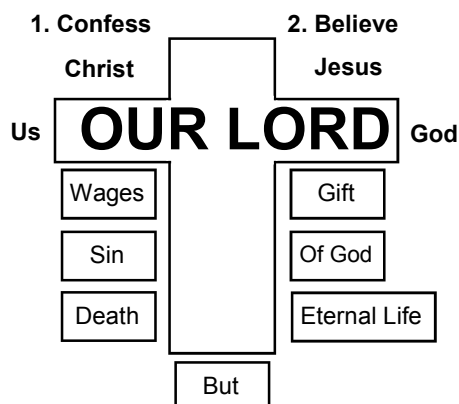 1. Confess 2. Believe
Christ Jesus
Us OUR LORD God
Wages Gift
Sin Of God
Death Eternal Life
But